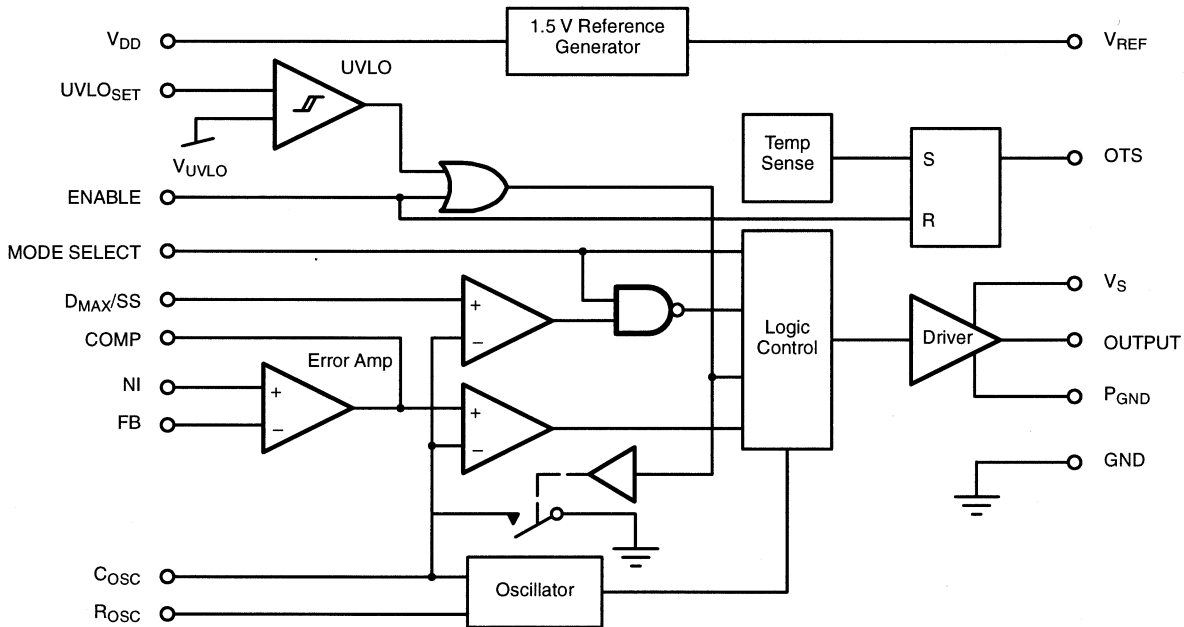 V_DD
1.5 V Reference
Generator
V_REF
UVLO_SET
UVLO
V_UVLO
Temp
Sense
S
OTS
ENABLE
R
MODE SELECT
D_MAX/SS
+
−
V_S
COMP
Logic
Control
Driver
OUTPUT
Error Amp
NI
+
−
+
−
FB
P_GND
GND
C_OSC
Oscillator
R_OSC